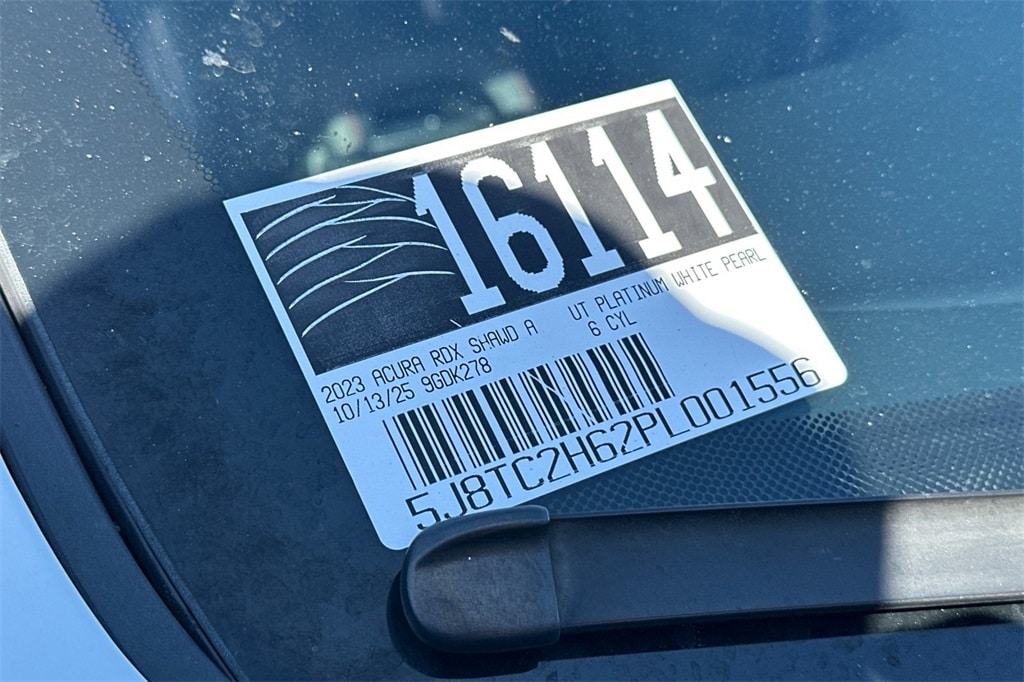 16114
2023 ACURA RDX SHAWD A UT PLATINUM WHITE PEARL
10/13/25 9GDK278 6 CYL
5J8TC2H62PL001556